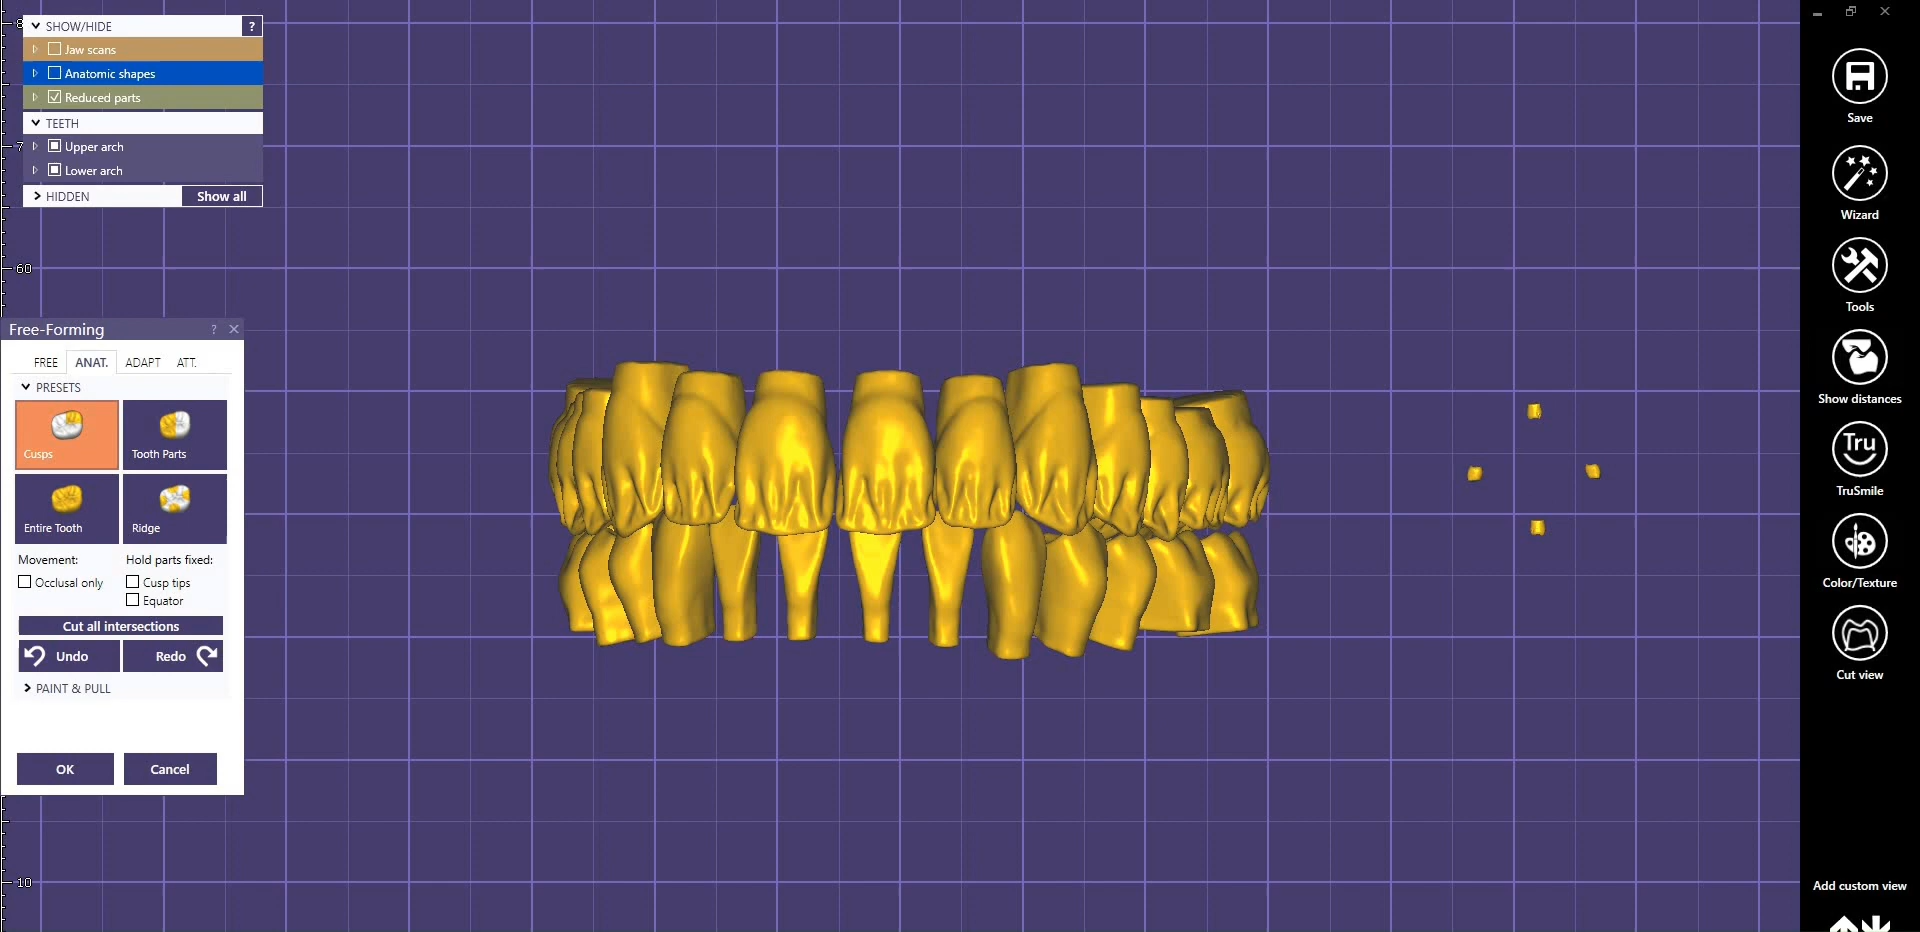 8
SHOW/HIDE ?
Jaw scans
Anatomic shapes
Reduced parts
TEETH
7
Upper arch
Lower arch
HIDDEN Show all
60
Free-Forming ?
FREE ANAT. ADAPT ATT.
PRESETS
Cusps Tooth Parts
Entire Tooth Ridge
Movement: Hold parts fixed:
Occlusal only Cusp tips
Equator
Cut all intersections
Undo Redo
PAINT & PULL
OK Cancel
10
Save
Wizard
Tools
Show distances
Tru
TruSmile
Color/Texture
Cut view
Add custom view